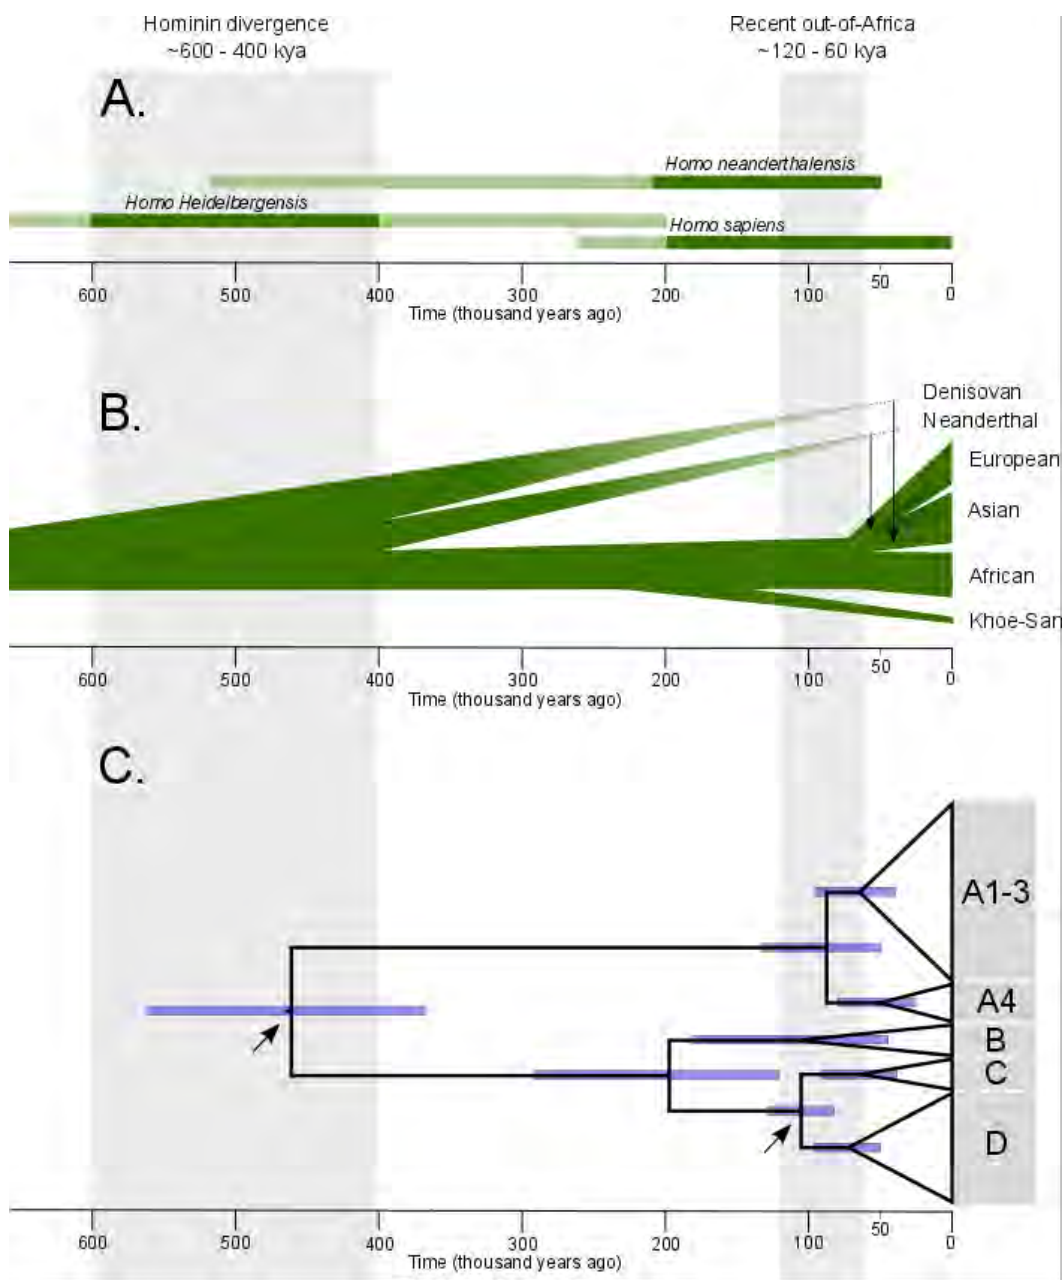 Hominin divergence
~600 - 400 kya
Recent out-of-Africa
~120 - 60 kya
A.
Homo neanderthalensis
Homo Heidelbergensis
Homo sapiens
600 500 400 300 200 100 50 0
Time (thousand years ago)
B.
Denisovan
Neanderthal
European
Asian
African
Khoe-San
600 500 400 300 200 100 50 0
Time (thousand years ago)
C.
A1-3
A4
B
C
D
600 500 400 300 200 100 50 0
Time (thousand years ago)